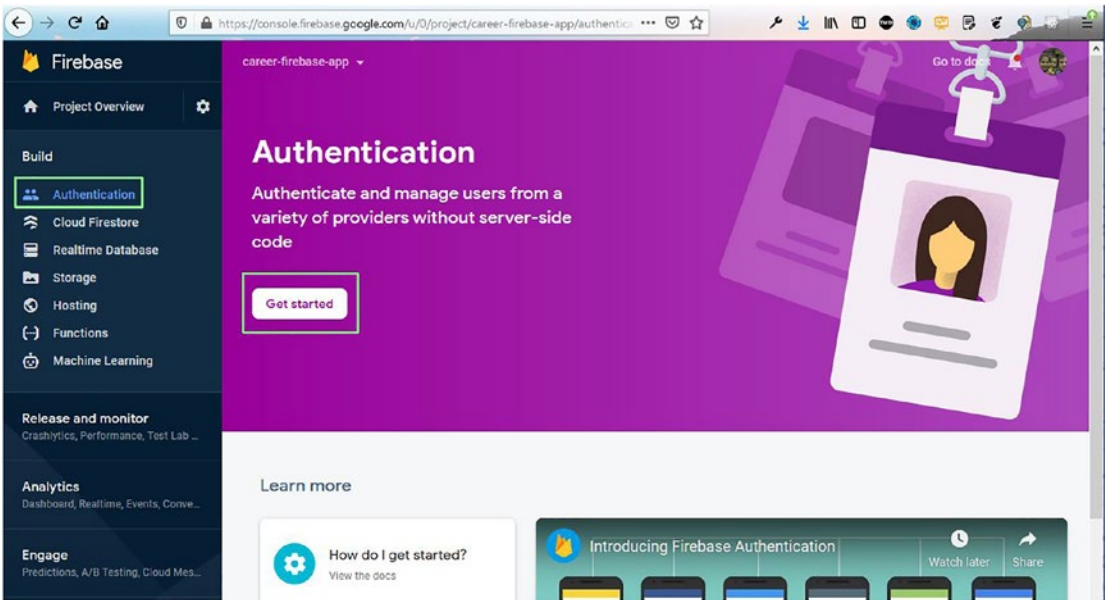 https://console.firebase.google.com/u/0/project/career-firebase-app/authentic
Firebase
career-firebase-app
Go to docs
Project Overview
Build
Authentication
Cloud Firestore
Realtime Database
Storage
Hosting
Functions
Machine Learning
Release and monitor
Crashlytics, Performance, Test Lab ...
Analytics
Dashboard, Realtime, Events, Conve...
Engage
Predictions, A/B Testing, Cloud Mes...
Authentication
Authenticate and manage users from a
variety of providers without server-side
code
Get started
Learn more
How do I get started?
View the docs
Introducing Firebase Authentication
Watch later
Share